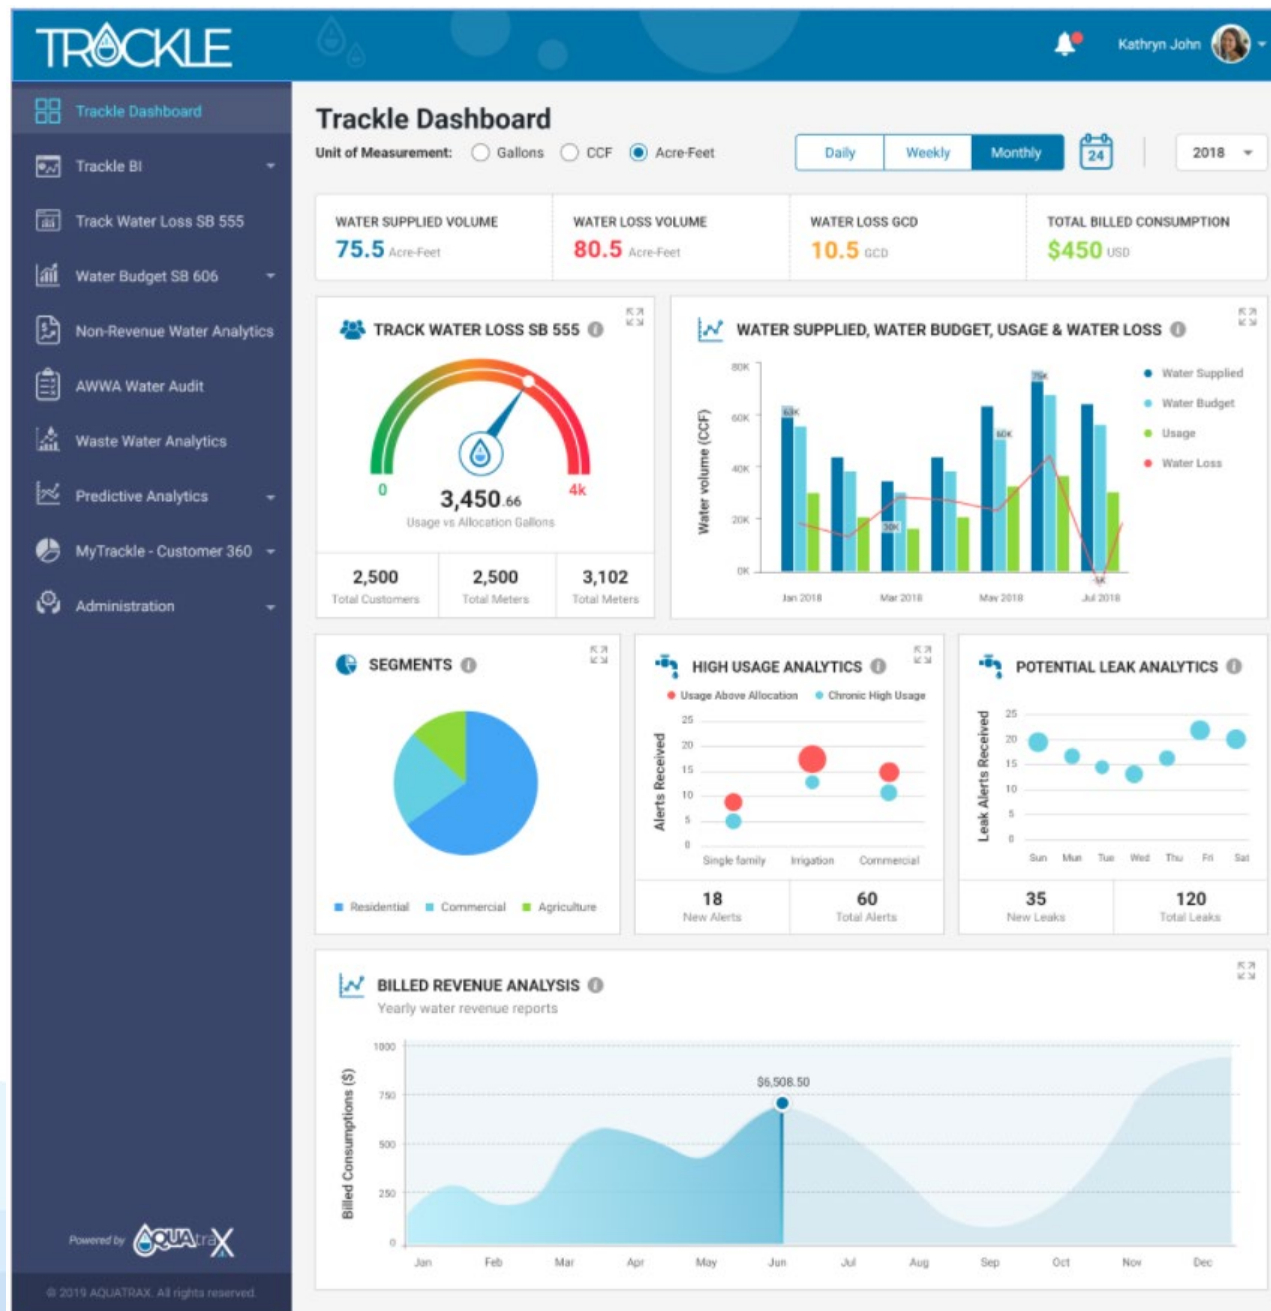 TRACKLE
Kathryn John
Trackle Dashboard
Trackle BI
Track Water Loss SB 555
Water Budget SB 606
Non-Revenue Water Analytics
AWWA Water Audit
Waste Water Analytics
Predictive Analytics
MyTrackle - Customer 360
Administration
Powered by AQUAtraX
© 2019 AQUATRAX. All rights reserved.
Trackle Dashboard
Unit of Measurement: Gallons CCF Acre-Feet
Daily Weekly Monthly 24 2018
WATER SUPPLIED VOLUME
75.5 Acre-Feet
WATER LOSS VOLUME
80.5 Acre-Feet
WATER LOSS GCD
10.5 GCD
TOTAL BILLED CONSUMPTION
$450 USD
TRACK WATER LOSS SB 555
0
4k
3,450.66
Usage vs Allocation Gallons
2,500 2,500 3,102
Total Customers Total Meters Total Meters
WATER SUPPLIED, WATER BUDGET, USAGE & WATER LOSS
Water volume (CCF)
80K
60K
40K
20K
0K
63K
30K
60K
75K
-5K
Jan 2018 Mar 2018 May 2018 Jul 2018
Water Supplied
Water Budget
Usage
Water Loss
SEGMENTS
Residential Commercial Agriculture
HIGH USAGE ANALYTICS
Usage Above Allocation Chronic High Usage
Alerts Received
25
20
15
10
5
0
Single family Irrigation Commercial
18 60
New Alerts Total Alerts
POTENTIAL LEAK ANALYTICS
Leak Alerts Received
25
20
15
10
5
0
Sun Mun Tue Wed Thu Fri Sat
35 120
New Leaks Total Leaks
BILLED REVENUE ANALYSIS
Yearly water revenue reports
Billed Consumptions ($)
1000
750
500
250
0
$6,508.50
Jan Feb Mar Apr May Jun Jul Aug Sep Oct Nov Dec